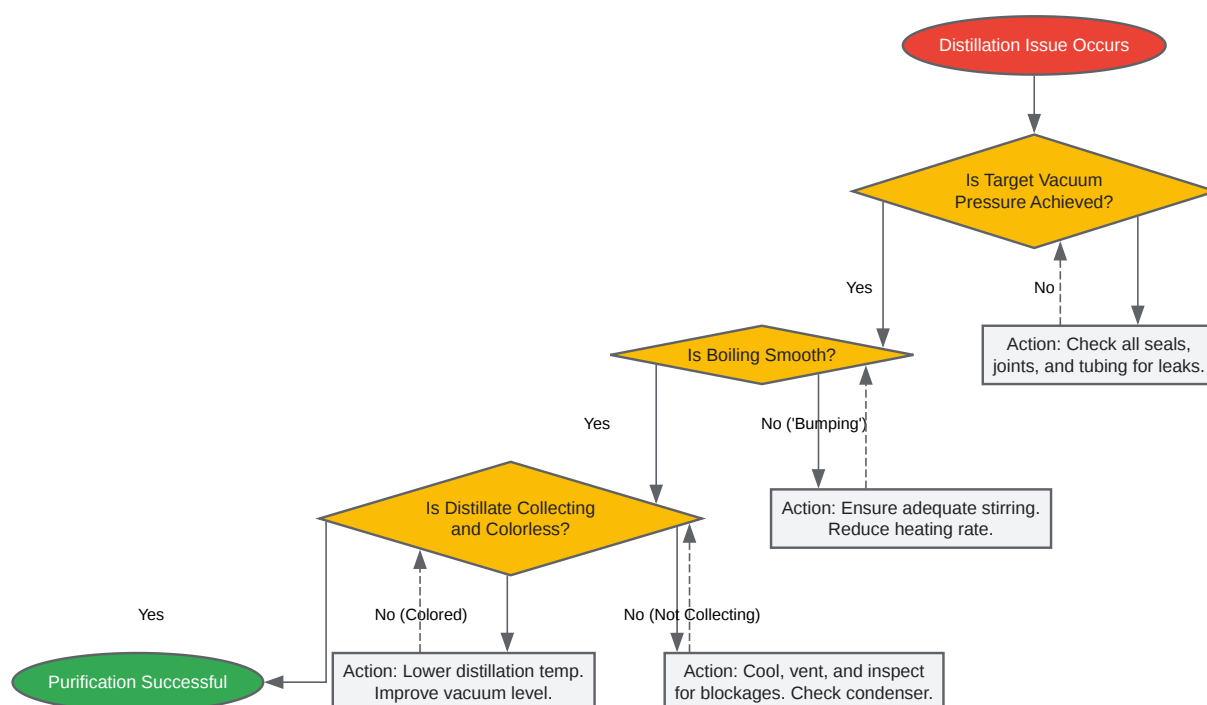 Distillation Issue Occurs
Is Target Vacuum
Pressure Achieved?
Yes
No
Action: Check all seals,
joints, and tubing for leaks.
Is Boiling Smooth?
Yes
No ('Bumping')
Action: Ensure adequate stirring.
Reduce heating rate.
Is Distillate Collecting
and Colorless?
Yes
No (Colored)
No (Not Collecting)
Purification Successful
Action: Lower distillation temp.
Improve vacuum level.
Action: Cool, vent, and inspect
for blockages. Check condenser.